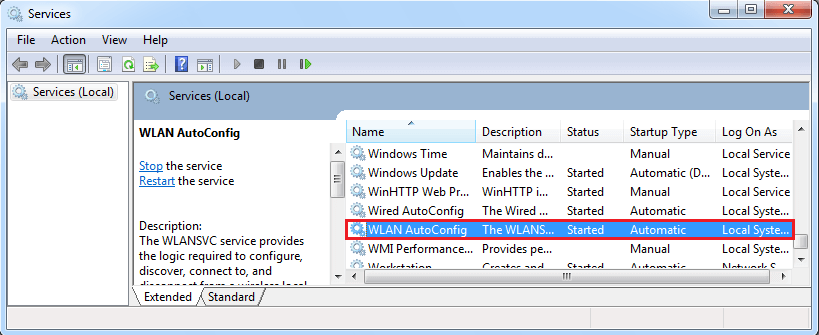 Services
File Action View Help
Services (Local)
Services (Local)
WLAN AutoConfig
Stop the service
Restart the service
Description:
The WLANSVC service provides
the logic required to configure,
discover, connect to, and
disconnect from a wireless local
Name Description Status Startup Type Log On As
Windows Time Maintains d... Manual Local Service
Windows Update Enables the ... Started Automatic (D... Local Syste...
WinHTTP Web Pr... WinHTTP i... Started Manual Local Service
Wired AutoConfig The Wired ... Manual Local Syste...
WLAN AutoConfig The WLANS... Started Automatic Local Syste...
WMI Performance... Provides pe... Manual Local Syste...
Workstation Creates and Started Automatic Network S...
Extended Standard